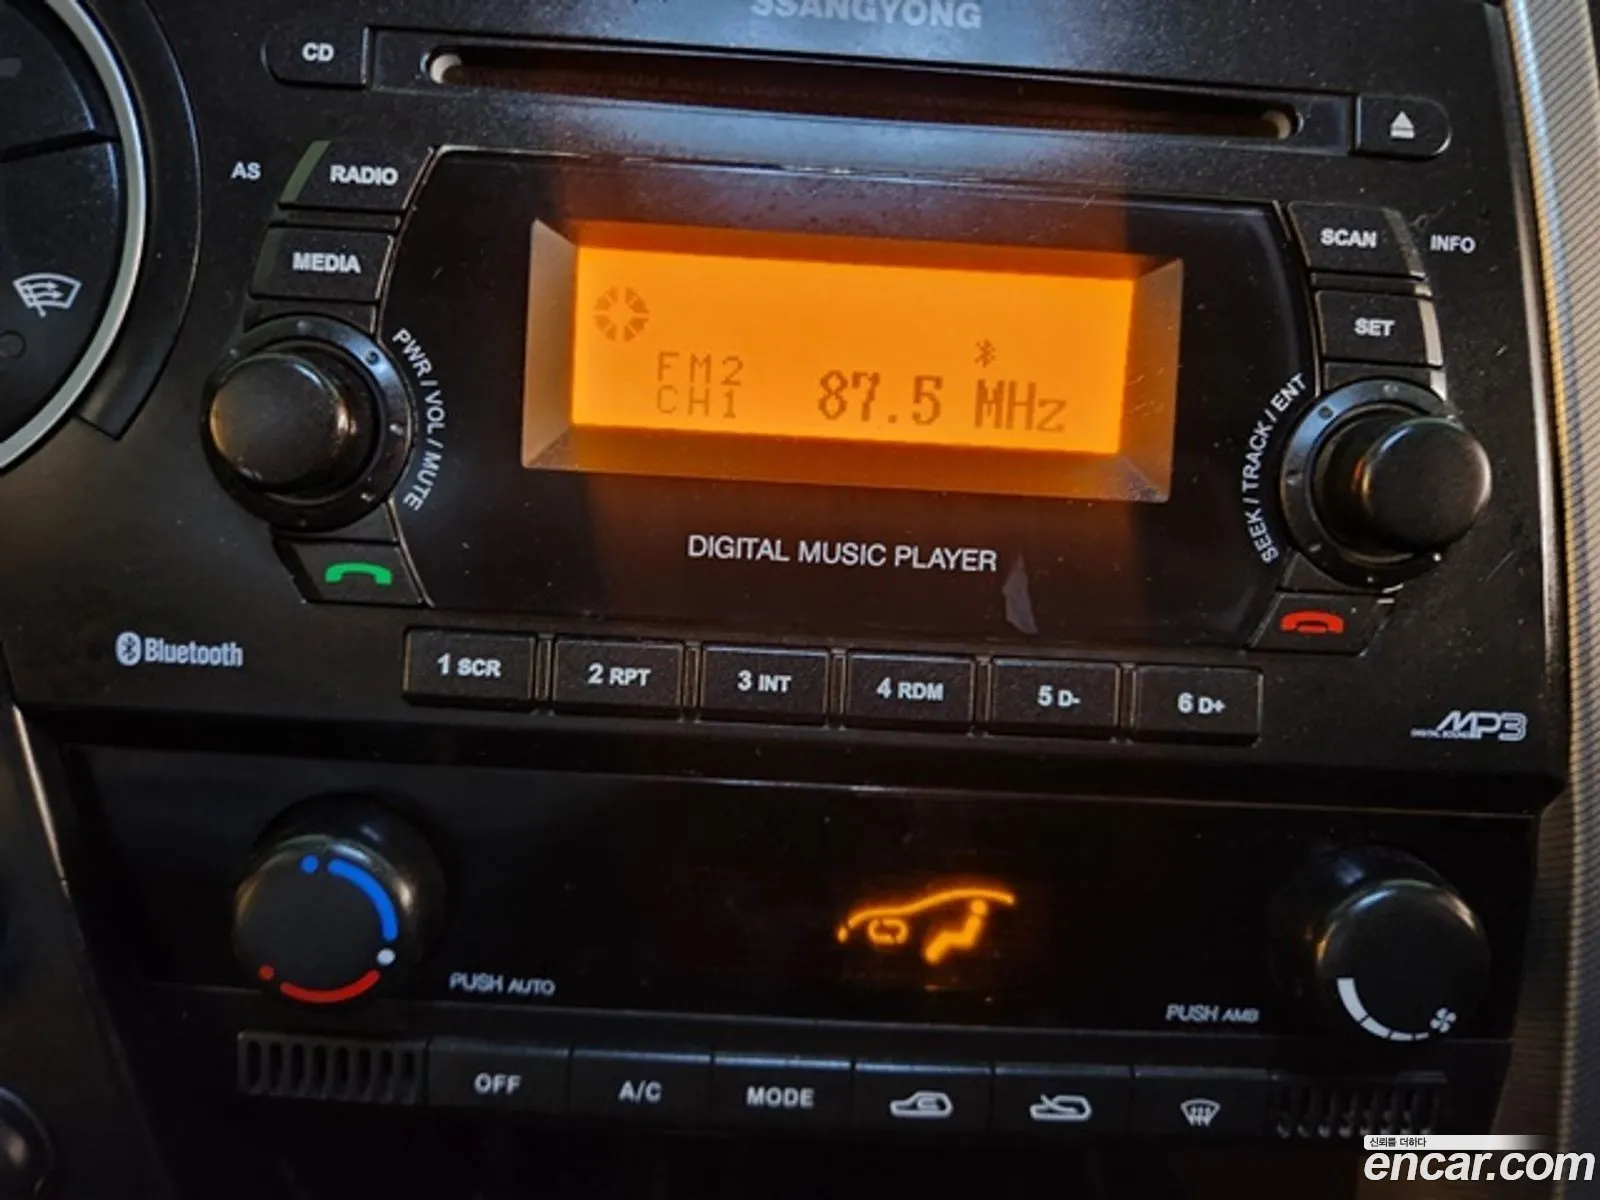 SSANGYONG
CD
AS
RADIO
SCAN
INFO
MEDIA
SET
PWR / VOL / MUTE
FM2
CH1
87.5 MHz
SEEK / TRACK / ENT
DIGITAL MUSIC PLAYER
Bluetooth
1 SCR
2 RPT
3 INT
4 RDM
5 D-
6 D+
MP3
DIGITAL SOUND
PUSH AUTO
PUSH AMB
OFF
A/C
MODE
신뢰를 더하다
encar.com